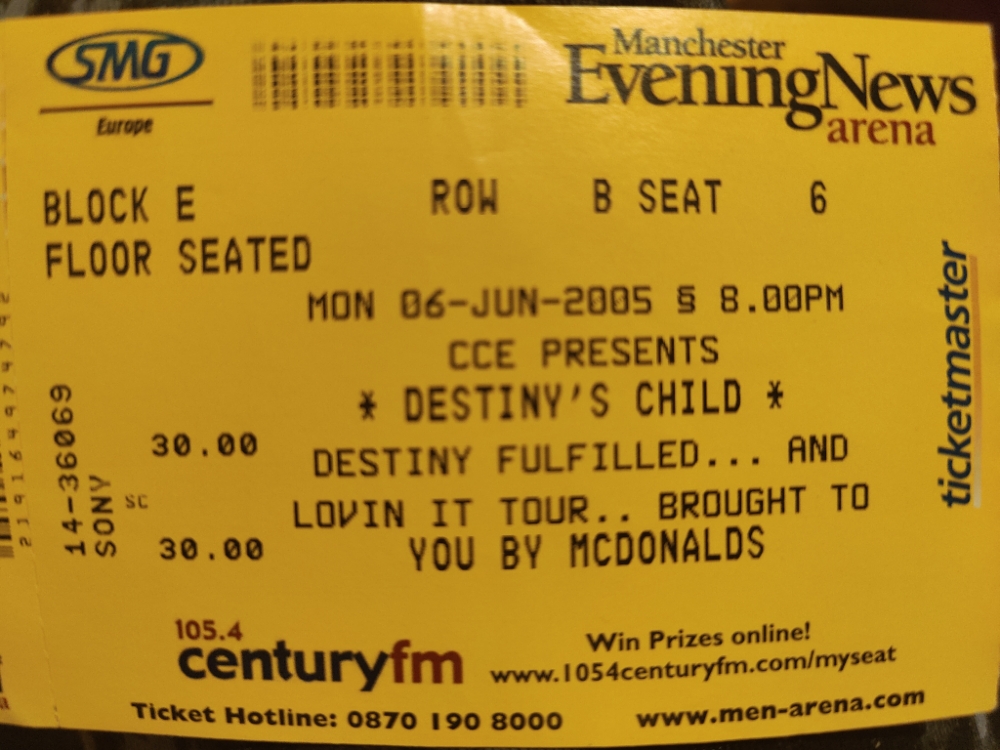 SMG
Europe
Manchester
Evening News
arena
BLOCK E ROW B SEAT 6
FLOOR SEATED
MON 06-JUN-2005 § 8.00PM
CCE PRESENTS
* DESTINY'S CHILD *
30.00 DESTINY FULFILLED... AND
SC LOVIN IT TOUR.. BROUGHT TO
30.00 YOU BY MCDONALDS
14-36069
SONY
ticketmaster
105.4
centuryfm
Win Prizes online!
www.1054centuryfm.com/myseat
Ticket Hotline: 0870 190 8000 www.men-arena.com